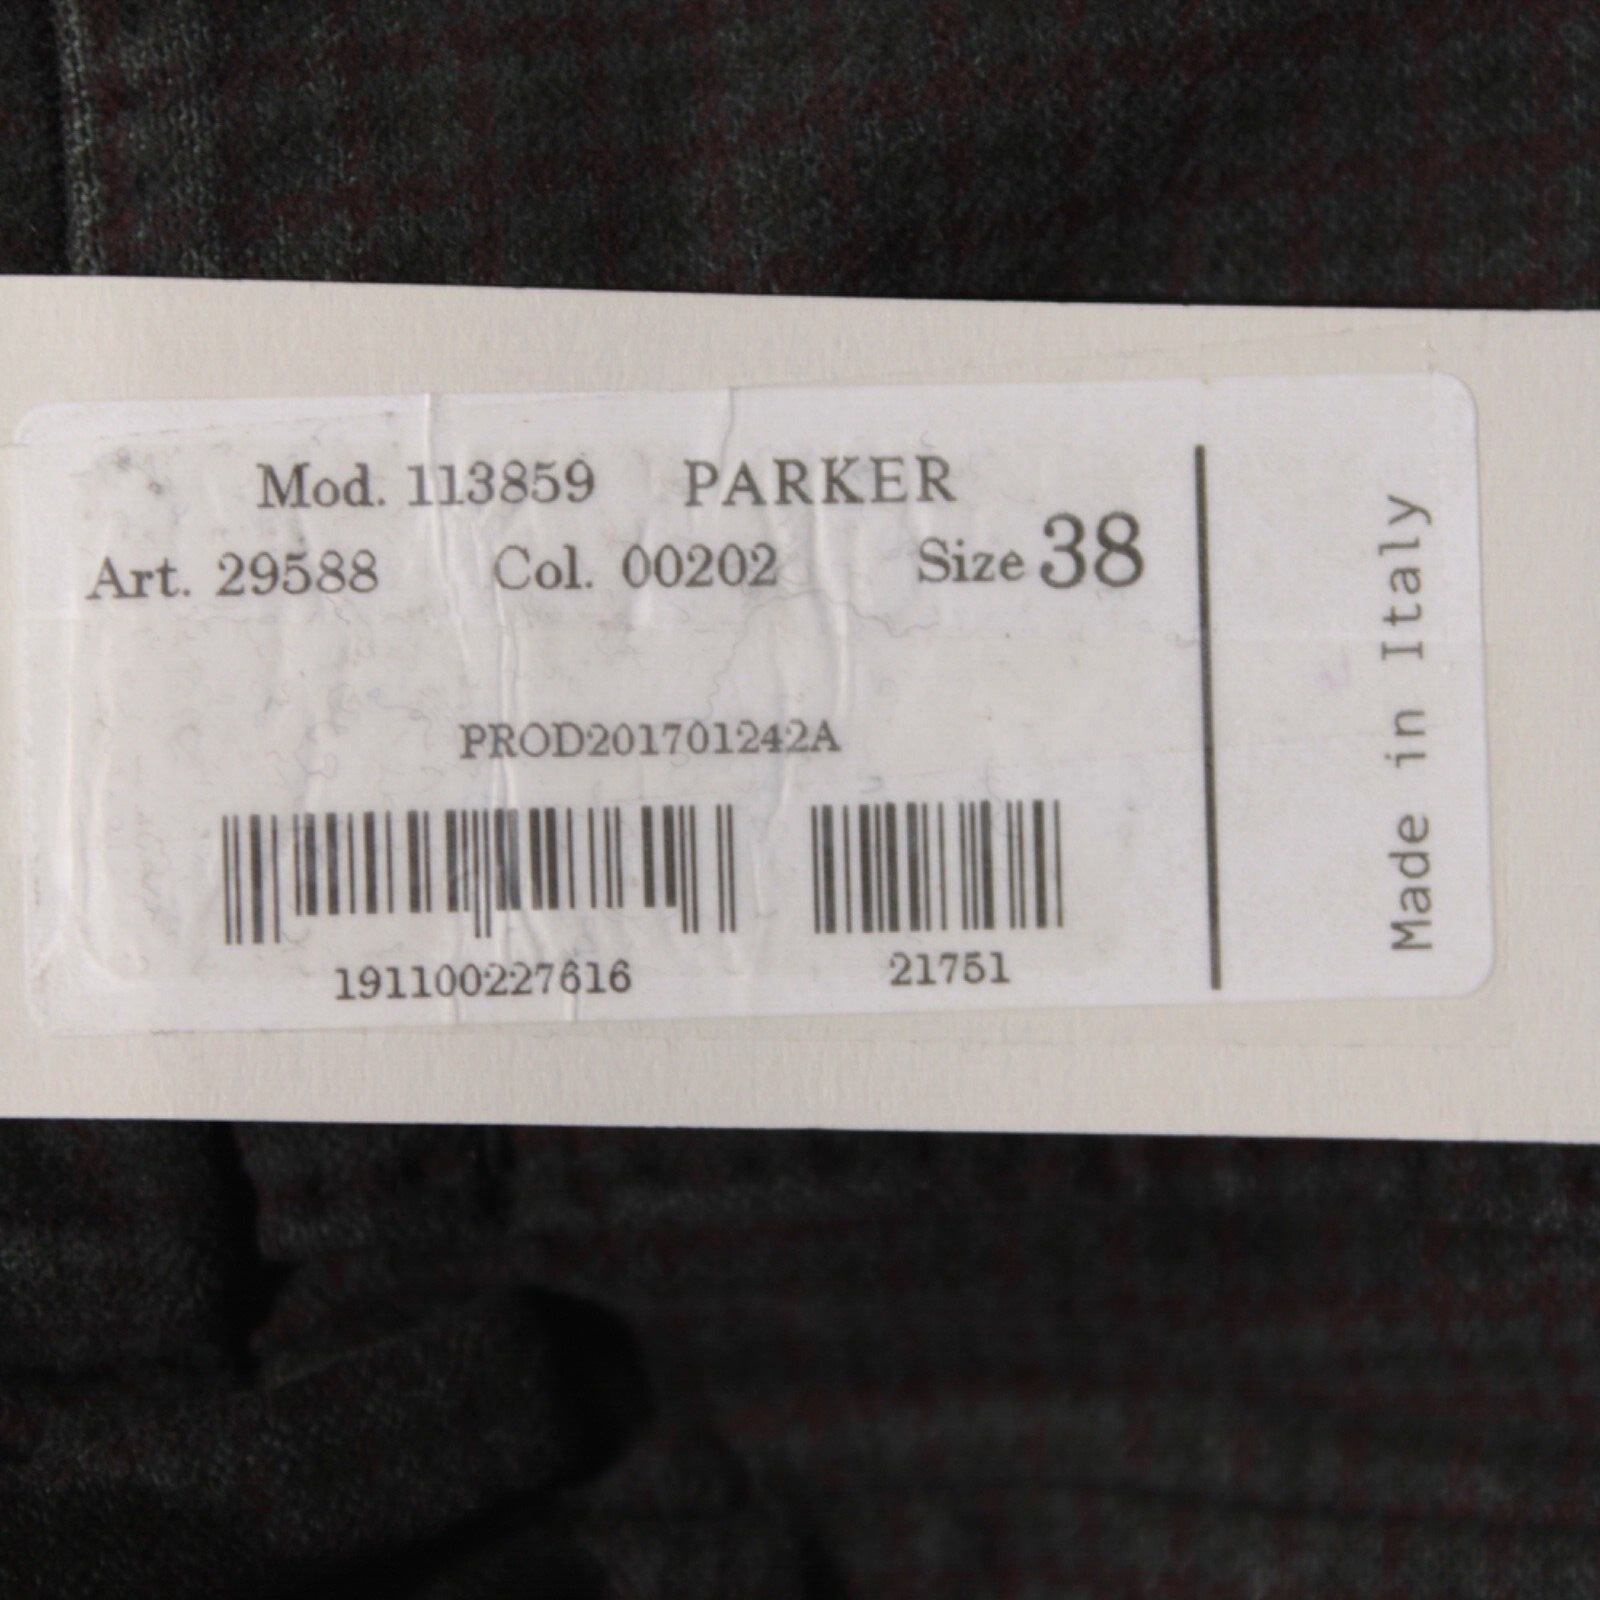 Mod. 113859 PARKER
Art. 29588 Col. 00202 Size 38
PROD201701242A
191100227616 21751
Made in Italy